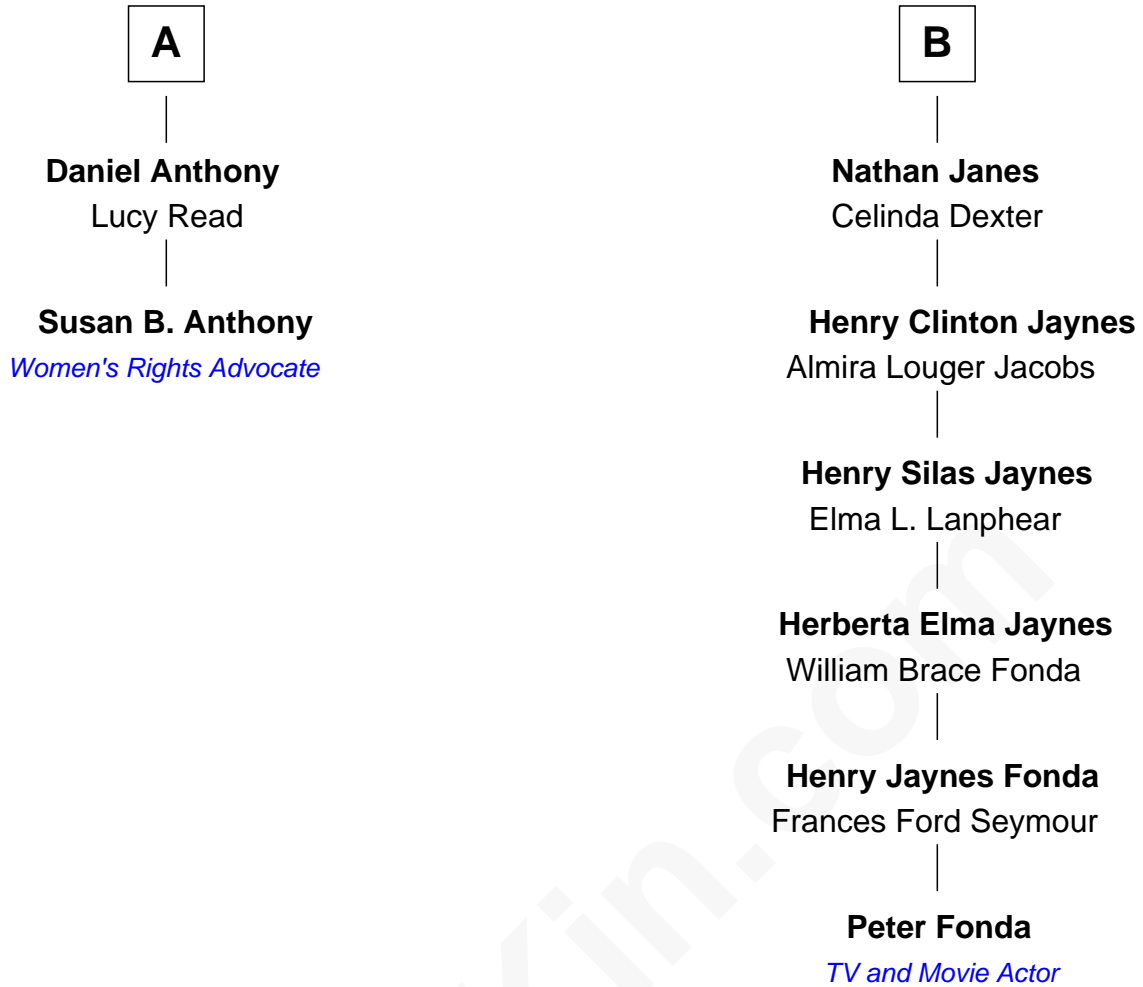 A
Daniel Anthony
Lucy Read
Susan B. Anthony
Women's Rights Advocate
B
Nathan Janes
Celinda Dexter
Henry Clinton Jaynes
Almira Louger Jacobs
Henry Silas Jaynes
Elma L. Lanphear
Herberta Elma Jaynes
William Brace Fonda
Henry Jaynes Fonda
Frances Ford Seymour
Peter Fonda
TV and Movie Actor
Kin.com